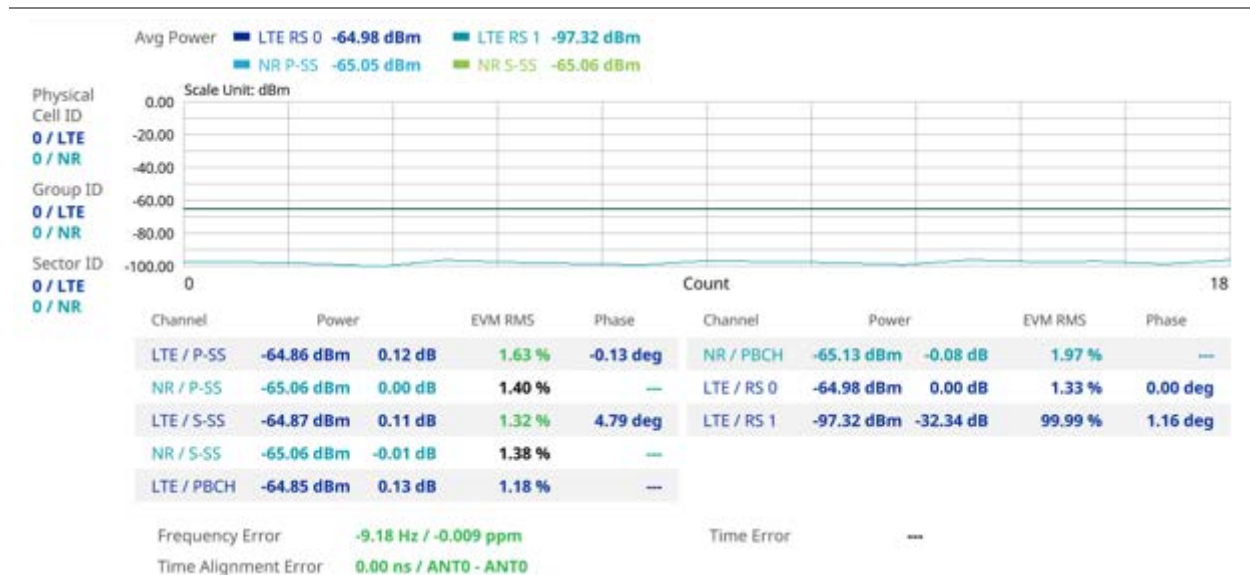 Avg Power LTE RS 0 -64.98 dBm LTE RS 1 -97.32 dBm
NR P-SS -65.05 dBm NR S-SS -65.06 dBm
Scale Unit: dBm
Physical
Cell ID
0 / LTE
0 / NR
Group ID
0 / LTE
0 / NR
Sector ID
0 / LTE
0 / NR
0.00
-20.00
-40.00
-60.00
-80.00
-100.00
0 Count 18
Channel Power EVM RMS Phase Channel Power EVM RMS Phase
LTE / P-SS -64.86 dBm 0.12 dB 1.63 % -0.13 deg NR / PBCH -65.13 dBm -0.08 dB 1.97 % ---
NR / P-SS -65.06 dBm 0.00 dB 1.40 % --- LTE / RS 0 -64.98 dBm 0.00 dB 1.33 % 0.00 deg
LTE / S-SS -64.87 dBm 0.11 dB 1.32 % 4.79 deg LTE / RS 1 -97.32 dBm -32.34 dB 99.99 % 1.16 deg
NR / S-SS -65.06 dBm -0.01 dB 1.38 % ---
LTE / PBCH -64.85 dBm 0.13 dB 1.18 % ---
Frequency Error -9.18 Hz / -0.009 ppm Time Error ---
Time Alignment Error 0.00 ns / ANT0 - ANT0